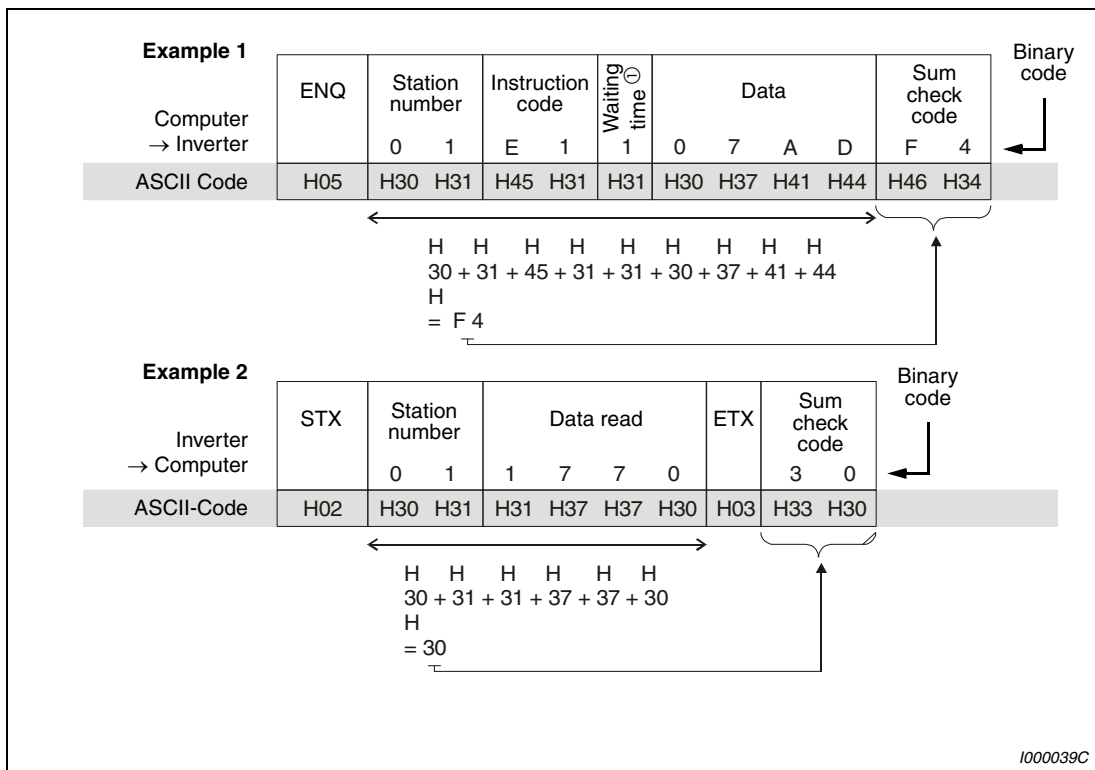 Example 1
Computer
→ Inverter
ENQ
Station
number
0 1
Instruction
code
E 1
Waiting
time ①
1
Data
0 7 A D
Sum
check
code
F 4
Binary
code
ASCII Code H05 H30 H31 H45 H31 H31 H30 H37 H41 H44 H46 H34
H H H H H H H H H
30 + 31 + 45 + 31 + 31 + 30 + 37 + 41 + 44
H
= F 4
Example 2
Inverter
→ Computer
STX
Station
number
0 1
Data read
1 7 7 0
ETX
Sum
check
code
3 0
Binary
code
ASCII-Code H02 H30 H31 H31 H37 H37 H30 H03 H33 H30
H H H H H H
30 + 31 + 31 + 37 + 37 + 30
H
= 30
I000039C